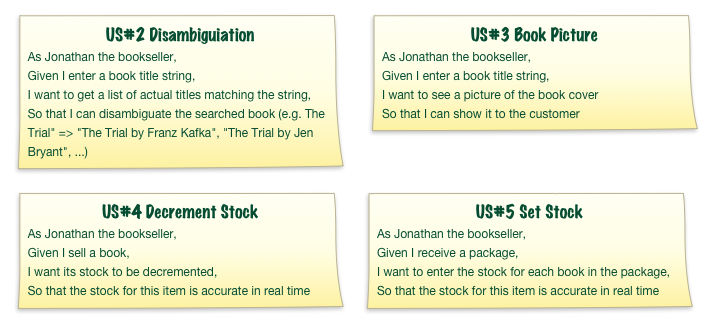 US#2 Disambiguiation
As Jonathan the bookseller,
Given I enter a book title string,
I want to get a list of actual titles matching the string,
So that I can disambiguate the searched book (e.g. The
Trial" => "The Trial by Franz Kafka", "The Trial by Jen
Bryant", ...)
US#3 Book Picture
As Jonathan the bookseller,
Given I enter a book title string,
I want to see a picture of the book cover
So that I can show it to the customer
US#4 Decrement Stock
As Jonathan the bookseller,
Given I sell a book,
I want its stock to be decremented,
So that the stock for this item is accurate in real time
US#5 Set Stock
As Jonathan the bookseller,
Given I receive a package,
I want to enter the stock for each book in the package,
So that the stock for this item is accurate in real time